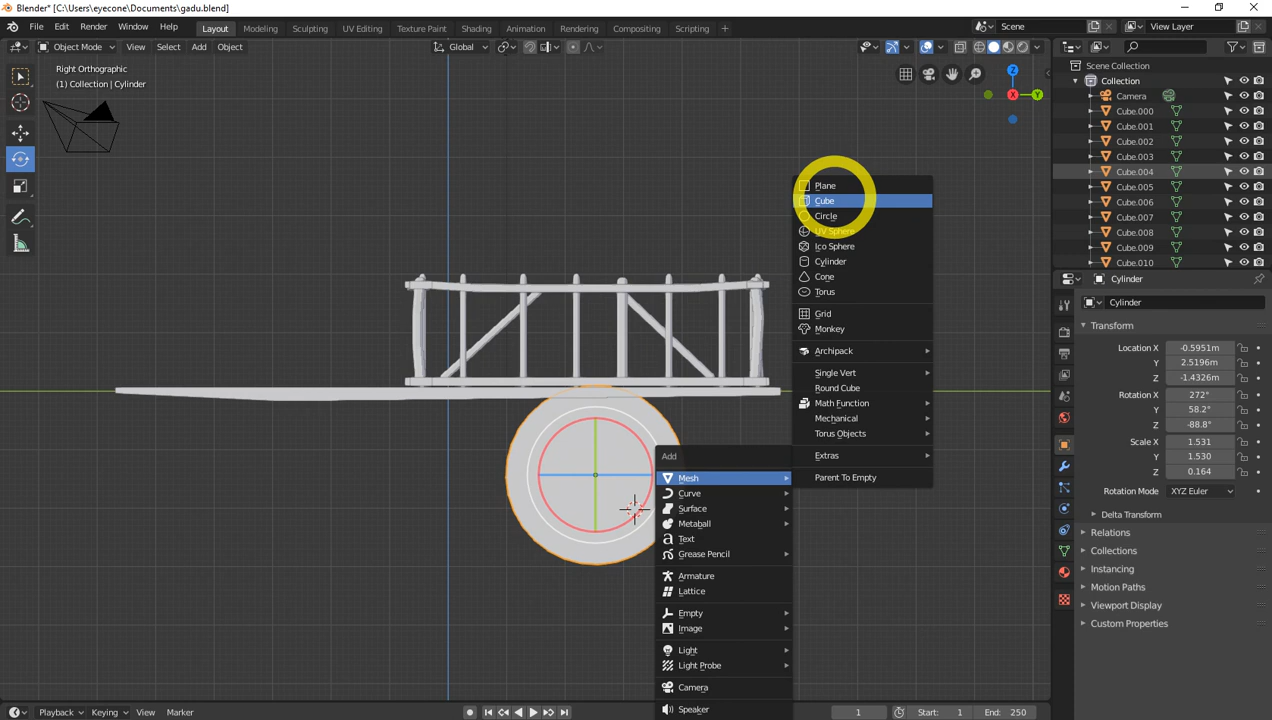 Blender* [C:\Users\eyecone\Documents\gadu.blend]
File Edit Render Window Help Layout Modeling Sculpting UV Editing Texture Paint Shading Animation Rendering Compositing Scripting + Scene View Layer
Object Mode View Select Add Object Global
Right Orthographic
(1) Collection | Cylinder
Z
X
Y
Scene Collection
Collection
Camera
Cube.000
Cube.001
Cube.002
Cube.003
Cube.004
Cube.005
Cube.006
Cube.007
Cube.008
Cube.009
Cube.010
Plane
Cube
Circle
UV Sphere
Ico Sphere
Cylinder
Cone
Torus
Grid
Monkey
Archipack
Single Vert
Round Cube
Math Function
Mechanical
Torus Objects
Extras
Parent To Empty
Add
Mesh
Curve
Surface
Metaball
Text
Grease Pencil
Armature
Lattice
Empty
Image
Light
Light Probe
Camera
Speaker
Cylinder
Cylinder
Transform
Location X -0.5951m
Y 2.5196m
Z -1.4326m
Rotation X 272°
Y 58.2°
Z -88.8°
Scale X 1.531
Y 1.530
Z 0.164
Rotation Mode XYZ Euler
Delta Transform
Relations
Collections
Instancing
Motion Paths
Viewport Display
Custom Properties
Playback Keying View Marker 1 Start: 1 End: 250